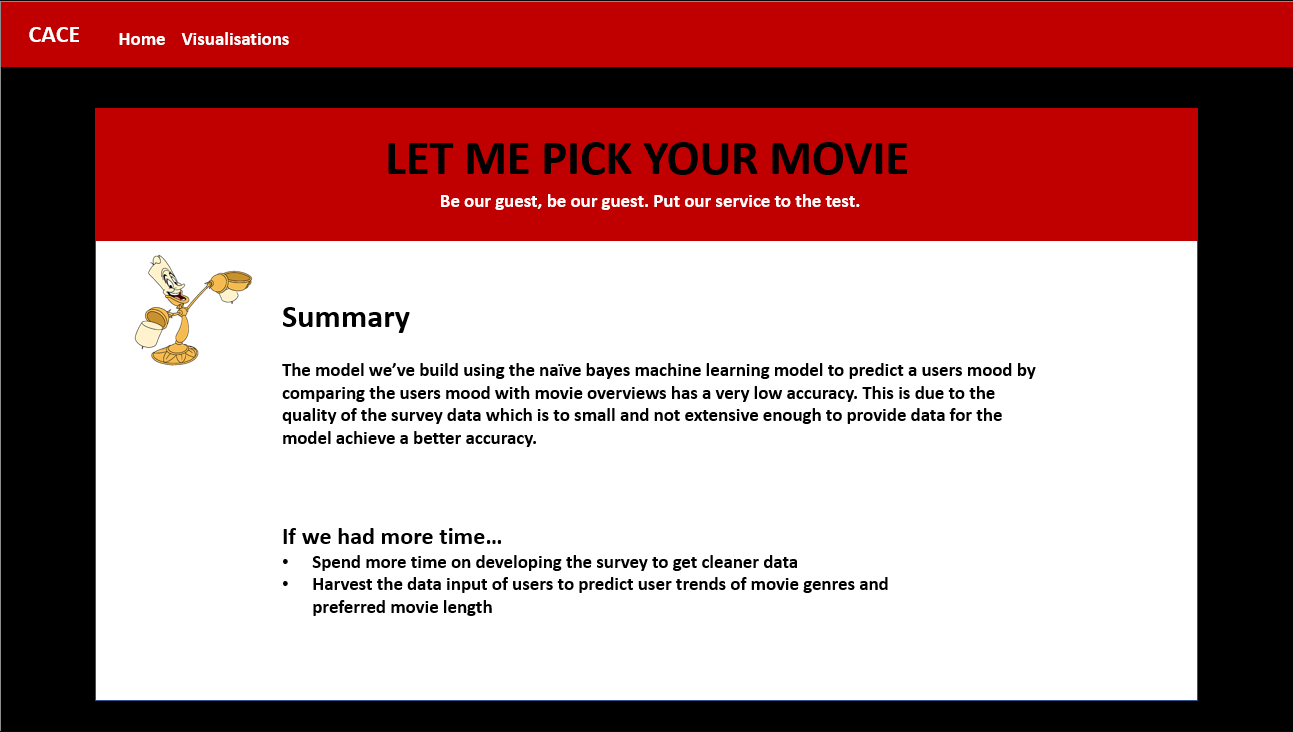 CACE
Home Visualisations
LET ME PICK YOUR MOVIE
Be our guest, be our guest. Put our service to the test.
Summary
The model we’ve build using the naïve bayes machine learning model to predict a users mood by
comparing the users mood with movie overviews has a very low accuracy. This is due to the
quality of the survey data which is to small and not extensive enough to provide data for the
model achieve a better accuracy.
If we had more time…
• Spend more time on developing the survey to get cleaner data
• Harvest the data input of users to predict user trends of movie genres and
preferred movie length